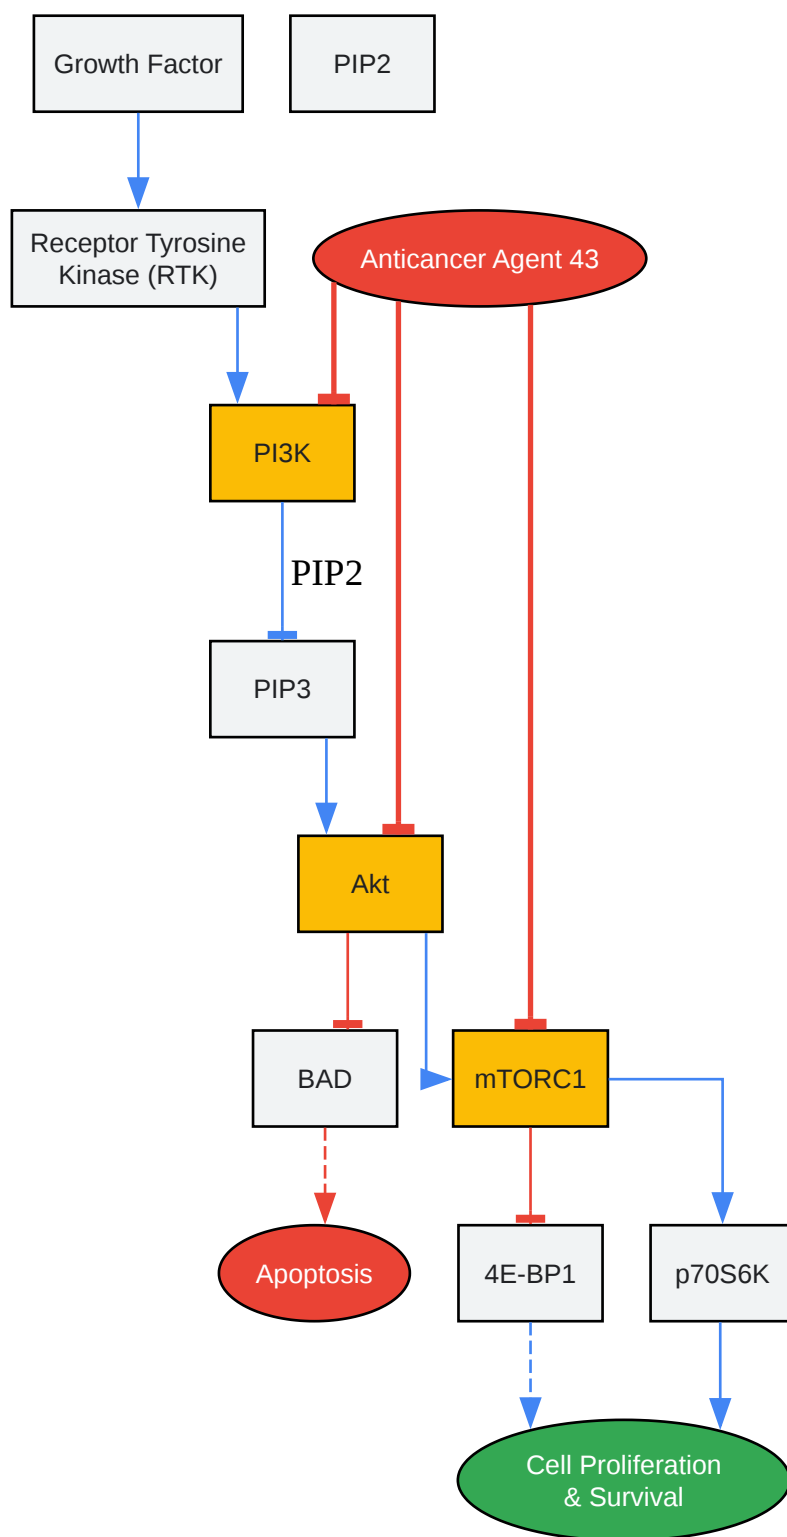 Growth Factor
PIP2
Receptor Tyrosine
Kinase (RTK)
Anticancer Agent 43
PI3K
PIP2
PIP3
Akt
BAD
mTORC1
Apoptosis
4E-BP1
p70S6K
Cell Proliferation
& Survival